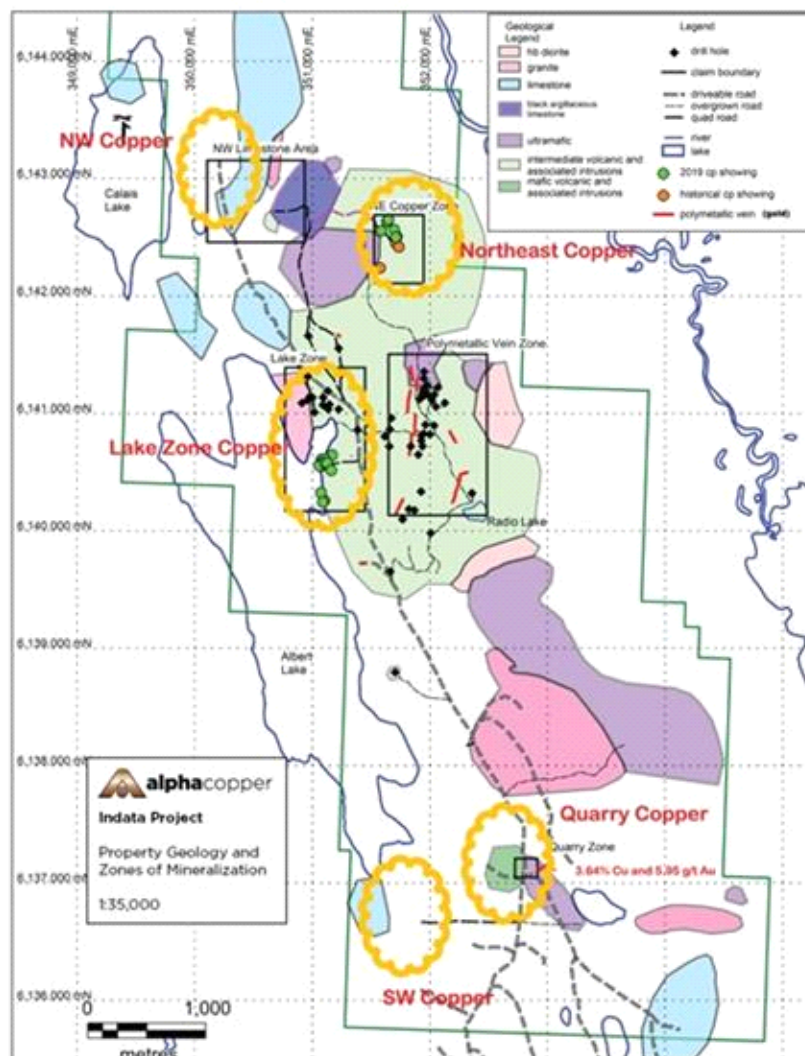 6,144,000 mN
6,143,000 mN
6,142,000 mN
6,141,000 mN
6,140,000 mN
6,139,000 mN
6,138,000 mN
6,137,000 mN
6,136,000 mN
349,000 mE
350,000 mE
351,000 mE
352,000 mE
Geological
Legend
hb diorite
granite
limestone
black argillaceous
limestone
ultramafic
intermediate volcanic and
associated intrusions
mafic volcanic and
associated intrusions
Legend
drill hole
claim boundary
driveable road
overgrown road
quad road
river
lake
2019 cp showing
historical cp showing
polymetallic vein (gold)
NW Copper
NW Limestone Area
Calais
Lake
NE Copper Zone
Northeast Copper
Lake Zone
Polymetallic Vein Zone
Lake Zone Copper
Radio Lake
Albert
Lake
alphacopper
Indata Project
Property Geology and
Zones of Mineralization
1:35,000
Quarry Copper
Quarry Zone
3.64% Cu and 5.95 g/t Au
SW Copper
0 1,000
metres